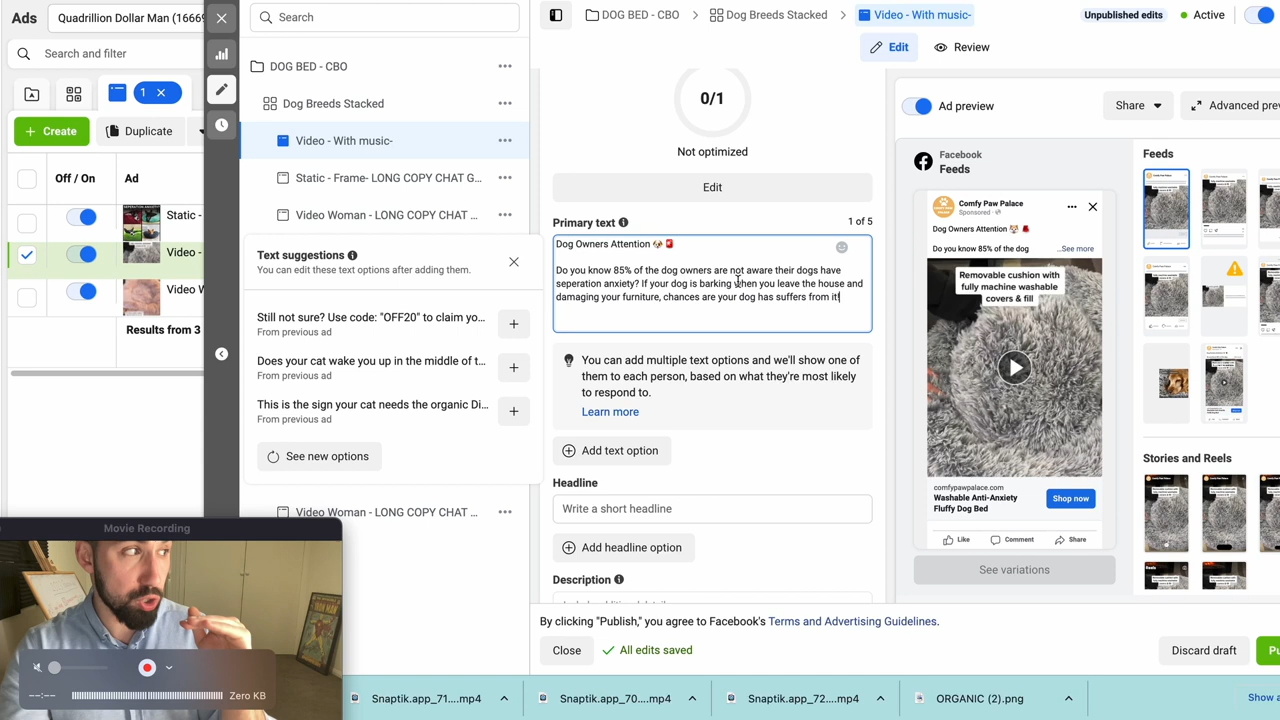 Ads
Quadrillion Dollar Man (1666
Search and filter
1
Create
Duplicate
Off / On
Ad
Static -
Video -
Video W
Results from 3
Search
DOG BED - CBO
Dog Breeds Stacked
Video - With music-
Static - Frame- LONG COPY CHAT G...
Video Woman - LONG COPY CHAT ...
Text suggestions
You can edit these text options after adding them.
Still not sure? Use code: "OFF20" to claim yo...
From previous ad
Does your cat wake you up in the middle of t...
From previous ad
This is the sign your cat needs the organic Di...
From previous ad
See new options
Video Woman - LONG COPY CHAT ...
DOG BED - CBO
Dog Breeds Stacked
Video - With music-
Unpublished edits
Active
Edit
Review
0/1
Not optimized
Edit
Primary text
1 of 5
Dog Owners Attention 🐶 🚨
Do you know 85% of the dog owners are not aware their dogs have
seperation anxiety? If your dog is barking when you leave the house and
damaging your furniture, chances are your dog has suffers from it!
You can add multiple text options and we'll show one of
them to each person, based on what they're most likely
to respond to.
Learn more
Add text option
Headline
Write a short headline
Add headline option
Description
By clicking "Publish," you agree to Facebook's Terms and Advertising Guidelines.
Close
All edits saved
Discard draft
Pu
Ad preview
Share
Advanced pre
Facebook
Feeds
Comfy Paw Palace
Sponsored
Dog Owners Attention 🐶 🚨
Do you know 85% of the dog
...See more
Removable cushion with
fully machine washable
covers & fill
comfypawpalace.com
Washable Anti-Anxiety
Fluffy Dog Bed
Shop now
Like
Comment
Share
See variations
Feeds
Stories and Reels
Movie Recording
--:--
Zero KB
Snaptik.app_71....mp4
Snaptik.app_70....mp4
Snaptik.app_72....mp4
ORGANIC (2).png
Show